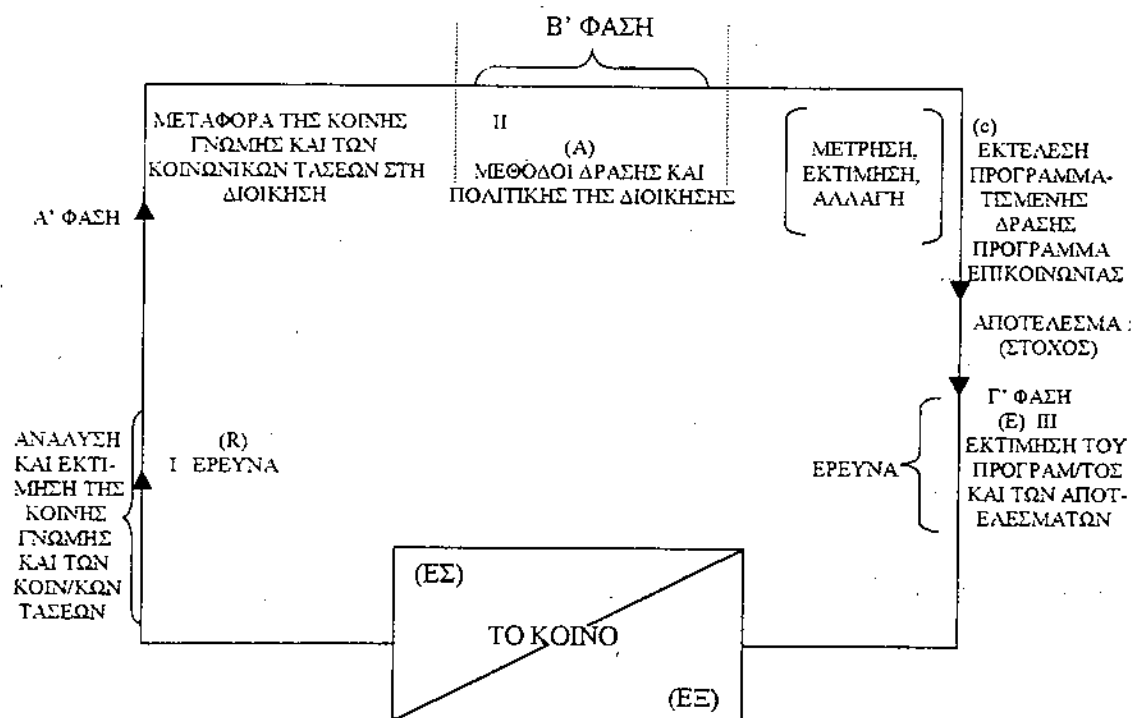 Β' ΦΑΣΗ
ΜΕΤΑΦΟΡΑ ΤΗΣ ΚΟΙΝΗΣ
ΓΝΩΜΗΣ ΚΑΙ ΤΩΝ
ΚΟΙΝΩΝΙΚΩΝ ΤΑΣΕΩΝ ΣΤΗ
ΔΙΟΙΚΗΣΗ
II
(Α)
ΜΕΘΟΔΟΙ ΔΡΑΣΗΣ ΚΑΙ
ΠΟΛΙΤΙΚΗΣ ΤΗΣ ΔΙΟΙΚΗΣΗΣ
ΜΕΤΡΗΣΗ,
ΕΚΤΙΜΗΣΗ,
ΑΛΛΑΓΗ
(c)
ΕΚΤΕΛΕΣΗ
ΠΡΟΓΡΑΜΜΑ-
ΤΙΣΜΕΝΗΣ
ΔΡΑΣΗΣ
ΠΡΟΓΡΑΜΜΑ
ΕΠΙΚΟΙΝΩΝΙΑΣ
Α' ΦΑΣΗ
ΑΠΟΤΕΛΕΣΜΑ :
(ΣΤΟΧΟΣ)
ΑΝΑΛΥΣΗ
ΚΑΙ ΕΚΤΙ-
ΜΗΣΗ ΤΗΣ
ΚΟΙΝΗΣ
ΓΝΩΜΗΣ
ΚΑΙ ΤΩΝ
ΚΟΙΝ/ΚΩΝ
ΤΑΣΕΩΝ
(R)
I ΕΡΕΥΝΑ
ΕΡΕΥΝΑ
Γ' ΦΑΣΗ
(Ε) III
ΕΚΤΙΜΗΣΗ ΤΟΥ
ΠΡΟΓΡΑΜ/ΤΟΣ
ΚΑΙ ΤΩΝ ΑΠΟΤ-
ΕΛΕΣΜΑΤΩΝ
(ΕΣ)
ΤΟ ΚΟΙΝΟ
(ΕΞ)